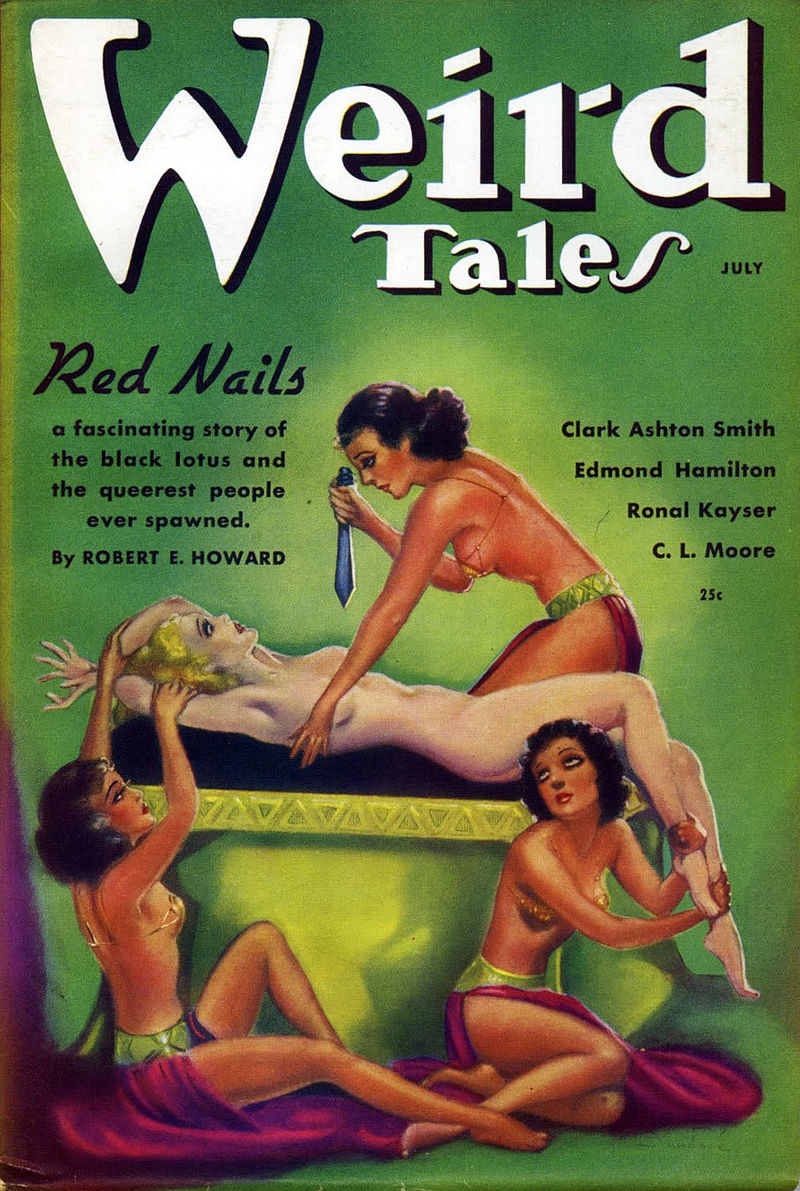 Weird
Tales
JULY
Red Nails
a fascinating story of
the black lotus and
the queerest people
ever spawned.
By ROBERT E. HOWARD
Clark Ashton Smith
Edmond Hamilton
Ronal Kayser
C. L. Moore
25c